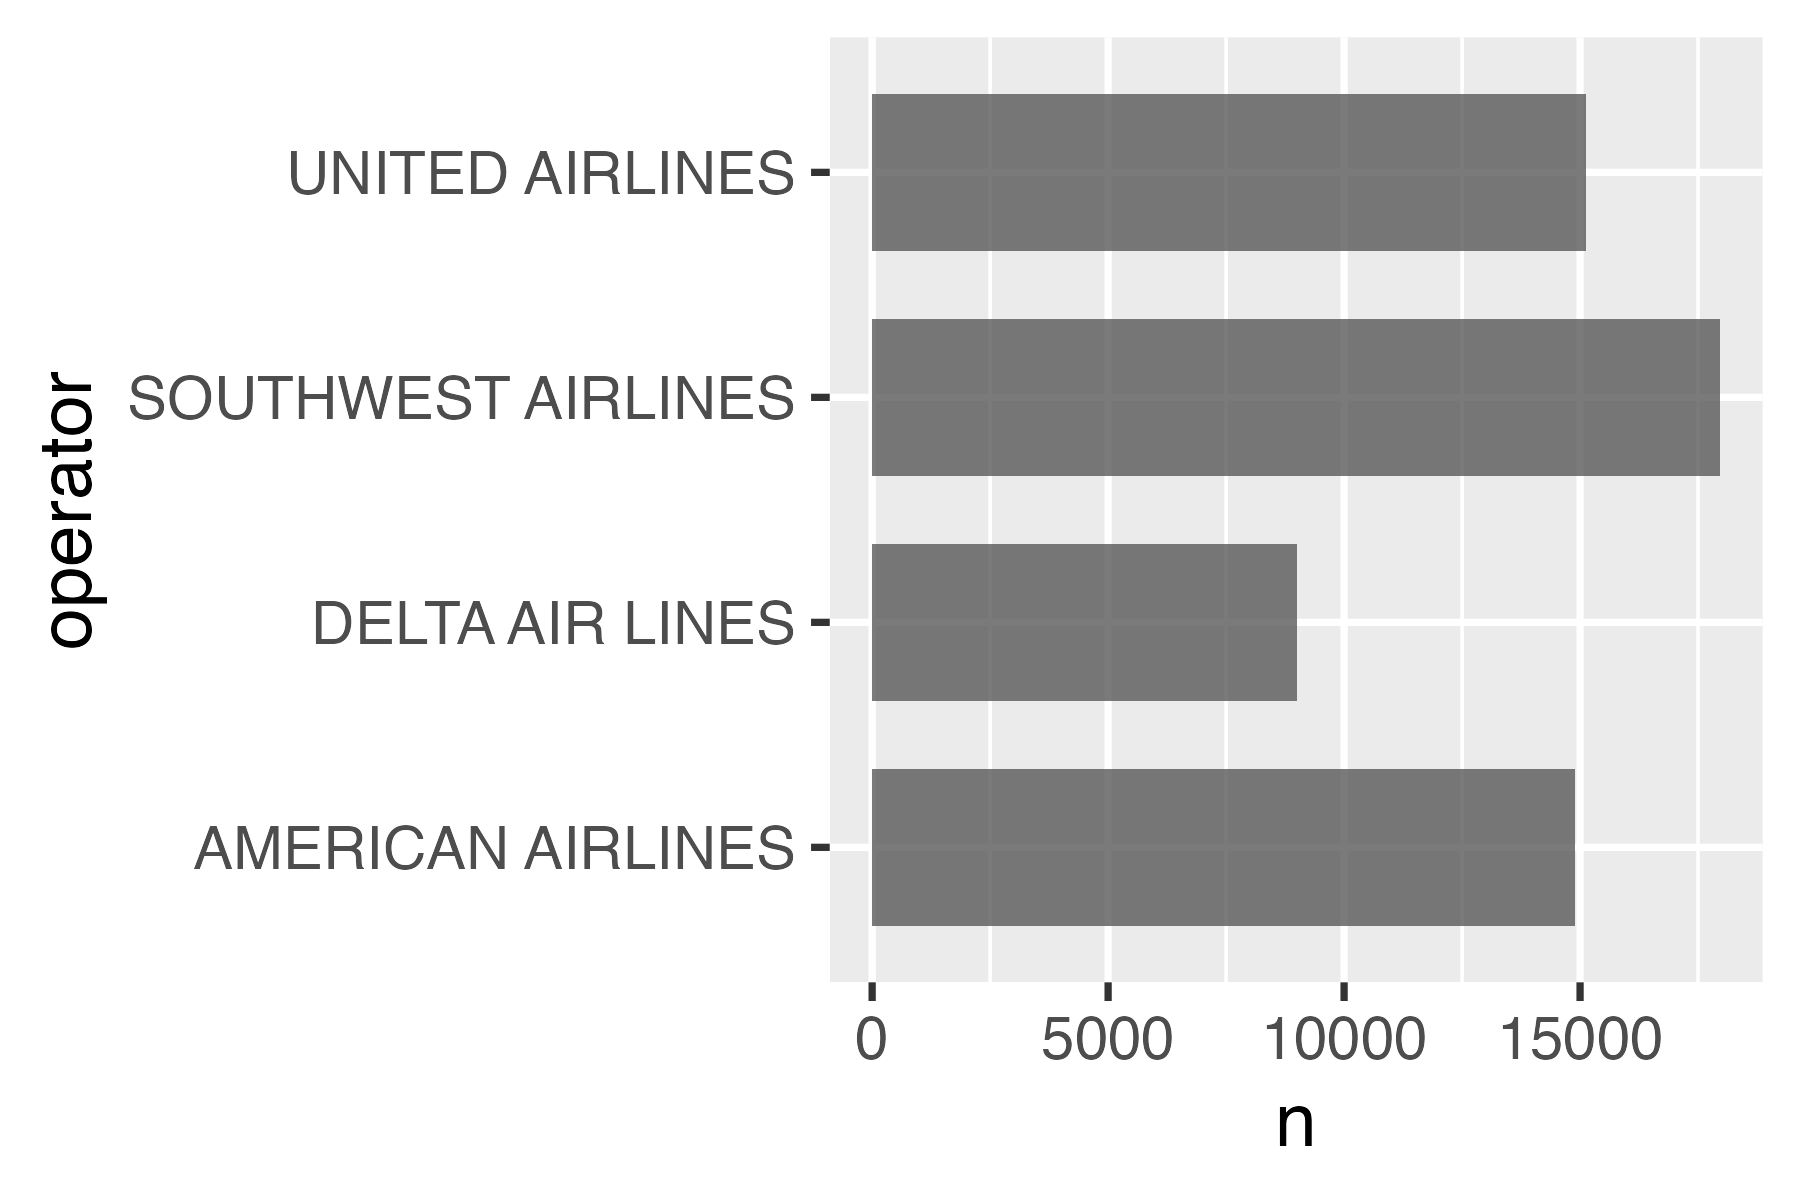 UNITED AIRLINES
SOUTHWEST AIRLINES
DELTA AIR LINES
AMERICAN AIRLINES
operator
0 5000 10000 15000
n